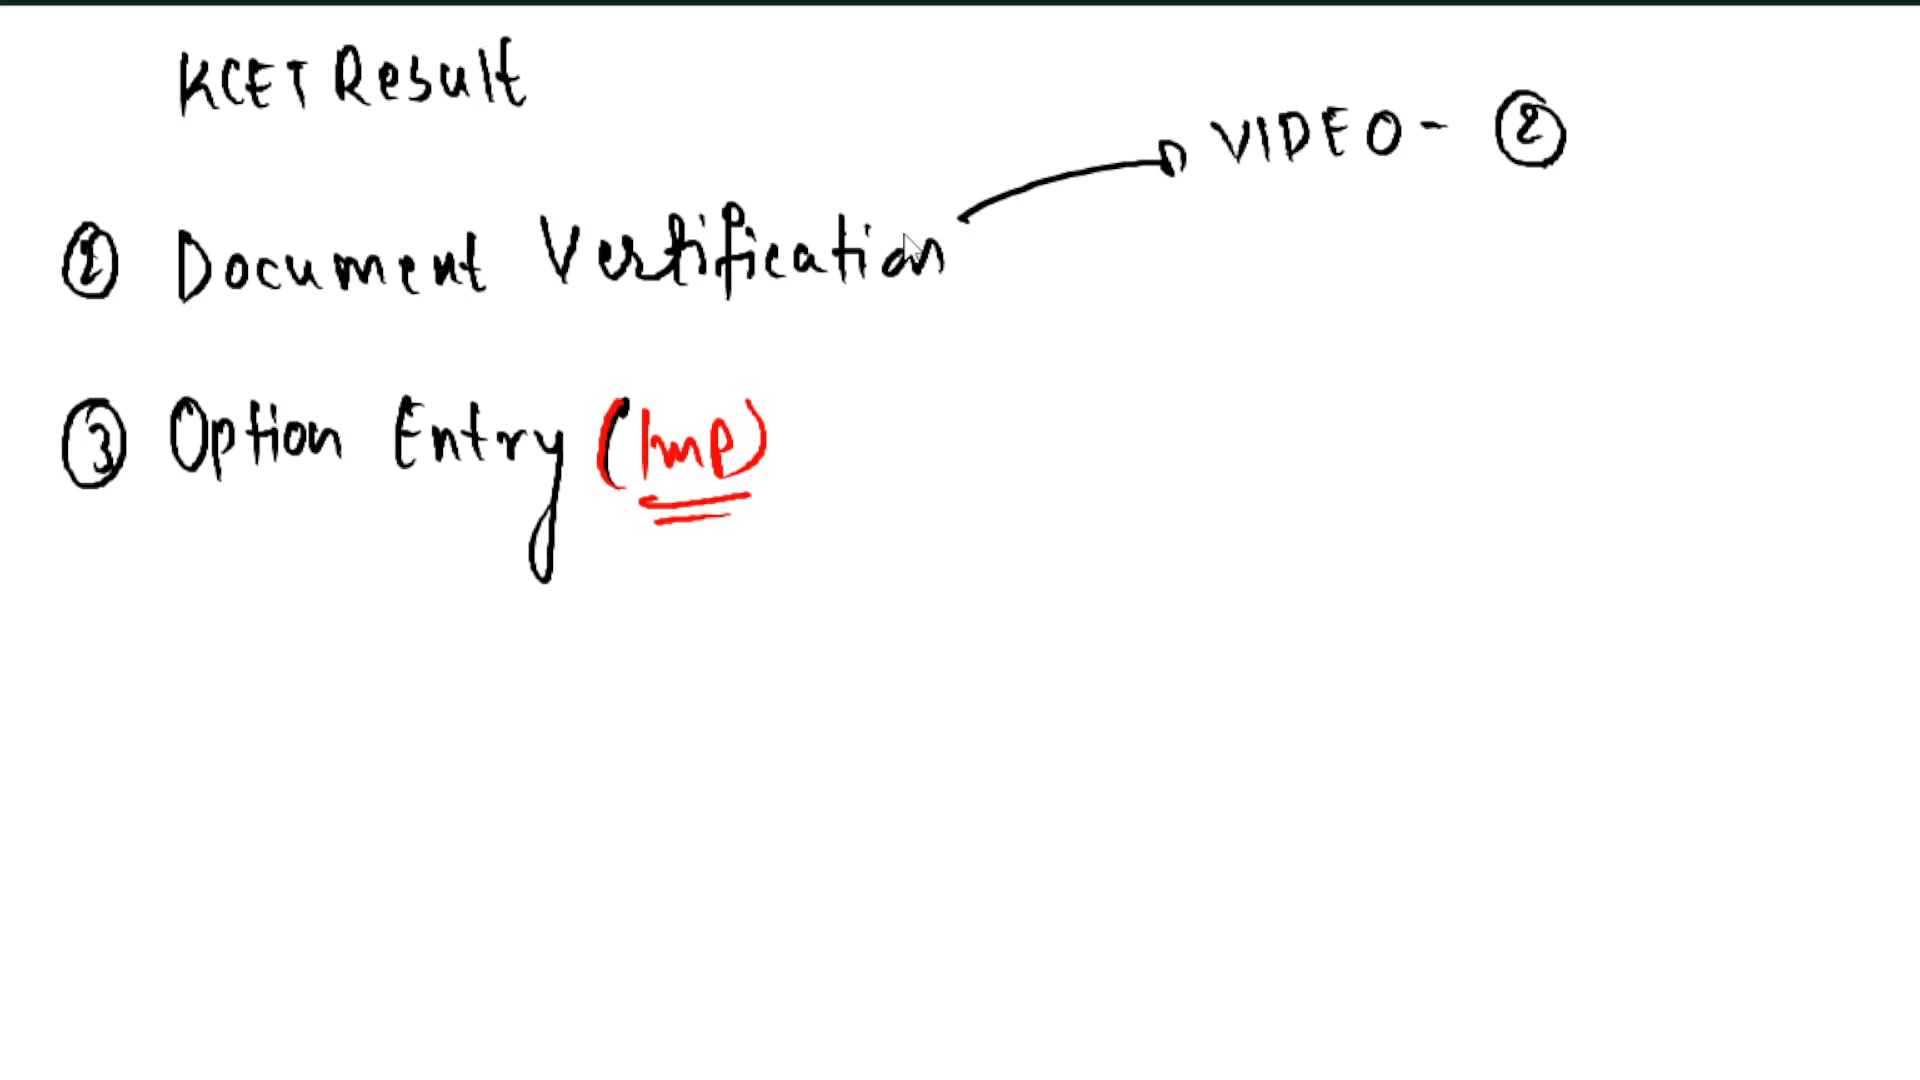 KCET Result
VIDEO - ②
② Document Vertification
③ Option Entry (Imp)